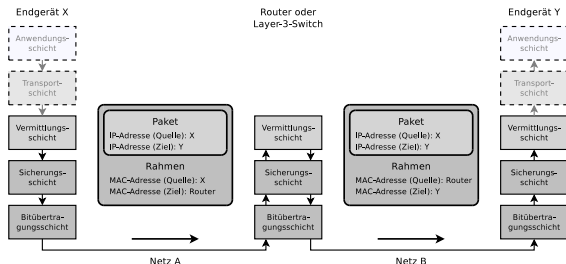 Endgerät X
Router oder
Layer-3-Switch
Endgerät Y
Anwendungs-
schicht
Transport-
schicht
Vermittlungs-
schicht
Sicherungs-
schicht
Bitübertra-
gungsschicht
Paket
IP-Adresse (Quelle): X
IP-Adresse (Ziel): Y
Rahmen
MAC-Adresse (Quelle): X
MAC-Adresse (Ziel): Router
Netz A
Vermittlungs-
schicht
Sicherungs-
schicht
Bitübertra-
gungsschicht
Paket
IP-Adresse (Quelle): X
IP-Adresse (Ziel): Y
Rahmen
MAC-Adresse (Quelle): Router
MAC-Adresse (Ziel): Y
Netz B
Anwendungs-
schicht
Transport-
schicht
Vermittlungs-
schicht
Sicherungs-
schicht
Bitübertra-
gungsschicht